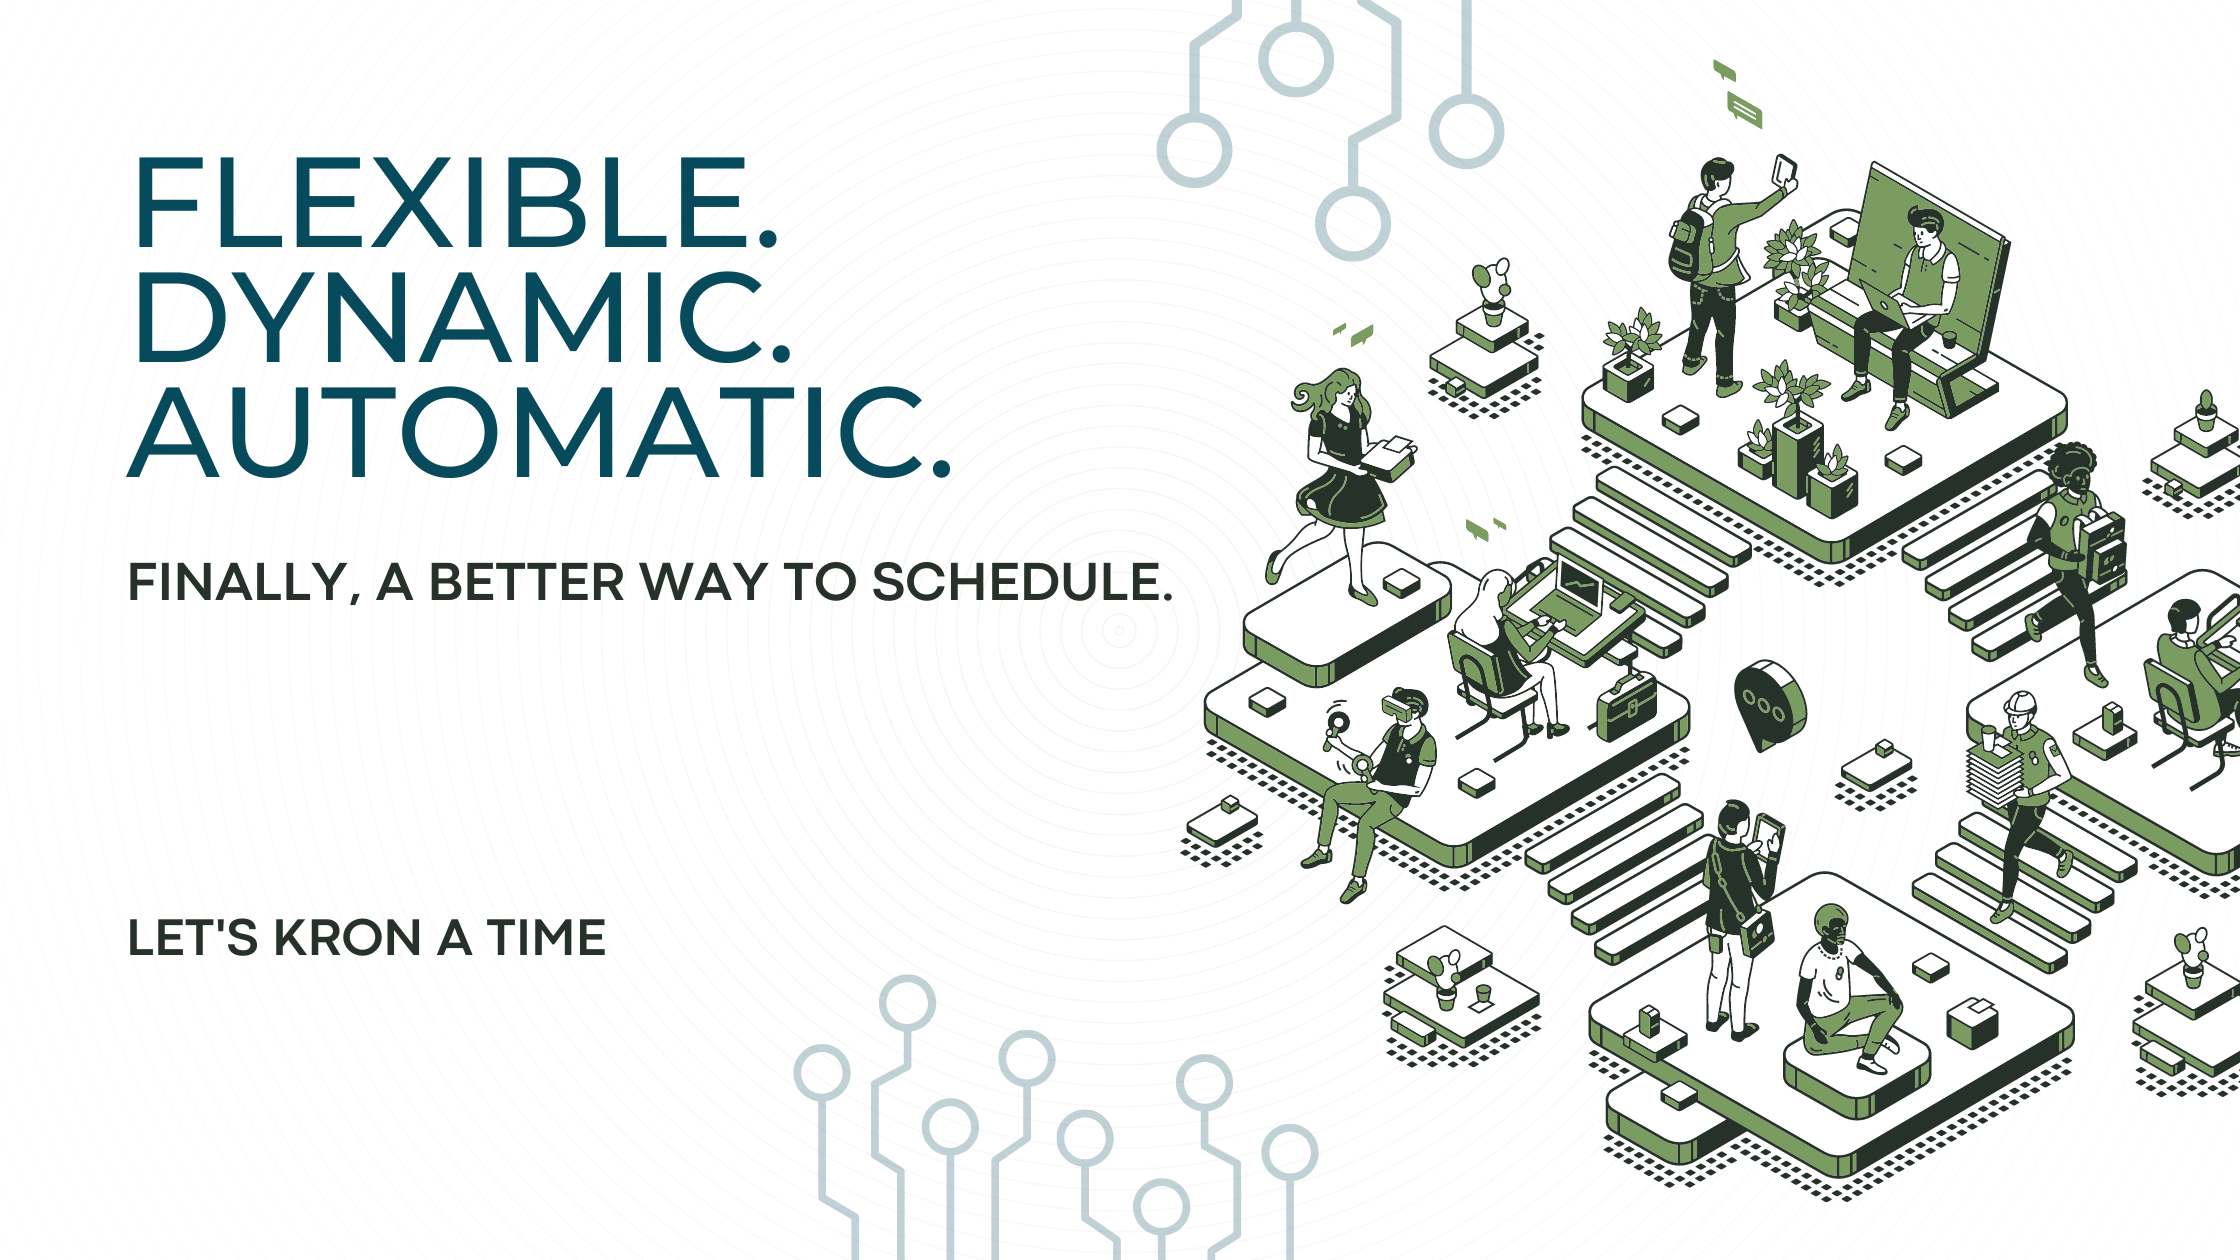 FLEXIBLE.
DYNAMIC.
AUTOMATIC.
FINALLY, A BETTER WAY TO SCHEDULE.
LET'S KRON A TIME